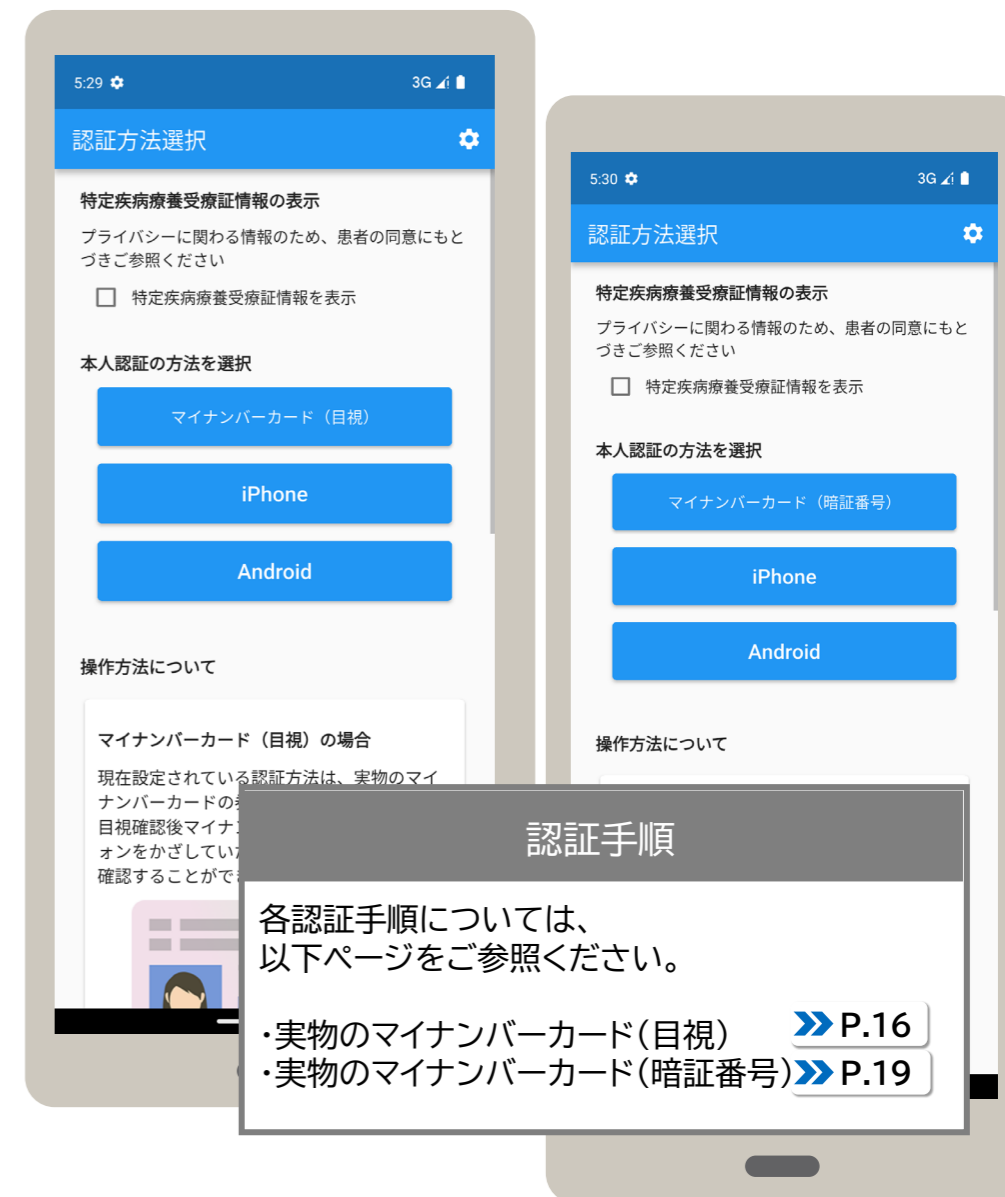 5:29
3G
認証方法選択
特定疾病療養受療証情報の表示
プライバシーに関わる情報のため、患者の同意にもと
づきご参照ください
特定疾病療養受療証情報を表示
本人認証の方法を選択
マイナンバーカード（目視）
iPhone
Android
操作方法について
マイナンバーカード（目視）の場合
現在設定されている認証方法は、実物のマイ
ナンバーカードの
目視確認後マイナ
ォンをかざしてい
確認することがで
5:30
3G
認証方法選択
特定疾病療養受療証情報の表示
プライバシーに関わる情報のため、患者の同意にもと
づきご参照ください
特定疾病療養受療証情報を表示
本人認証の方法を選択
マイナンバーカード（暗証番号）
iPhone
Android
操作方法について
認証手順
各認証手順については、
以下ページをご参照ください。
・実物のマイナンバーカード(目視) P.16
・実物のマイナンバーカード(暗証番号) P.19